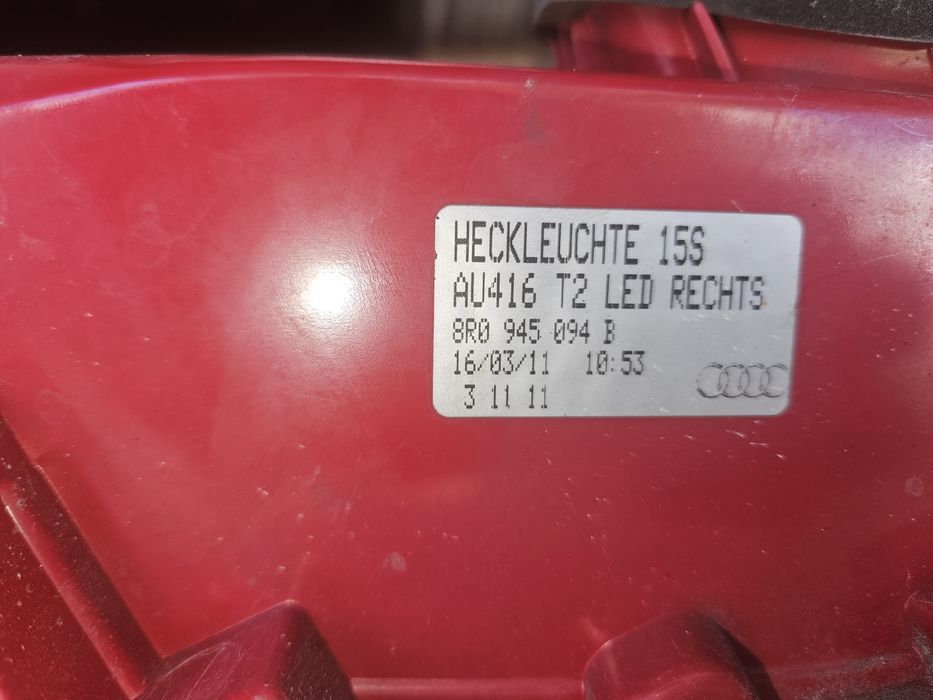 HECKLEUCHTE 15S
AU416 T2 LED RECHTS
8R0 945 094 B
16/03/11 10:53
3 11 11